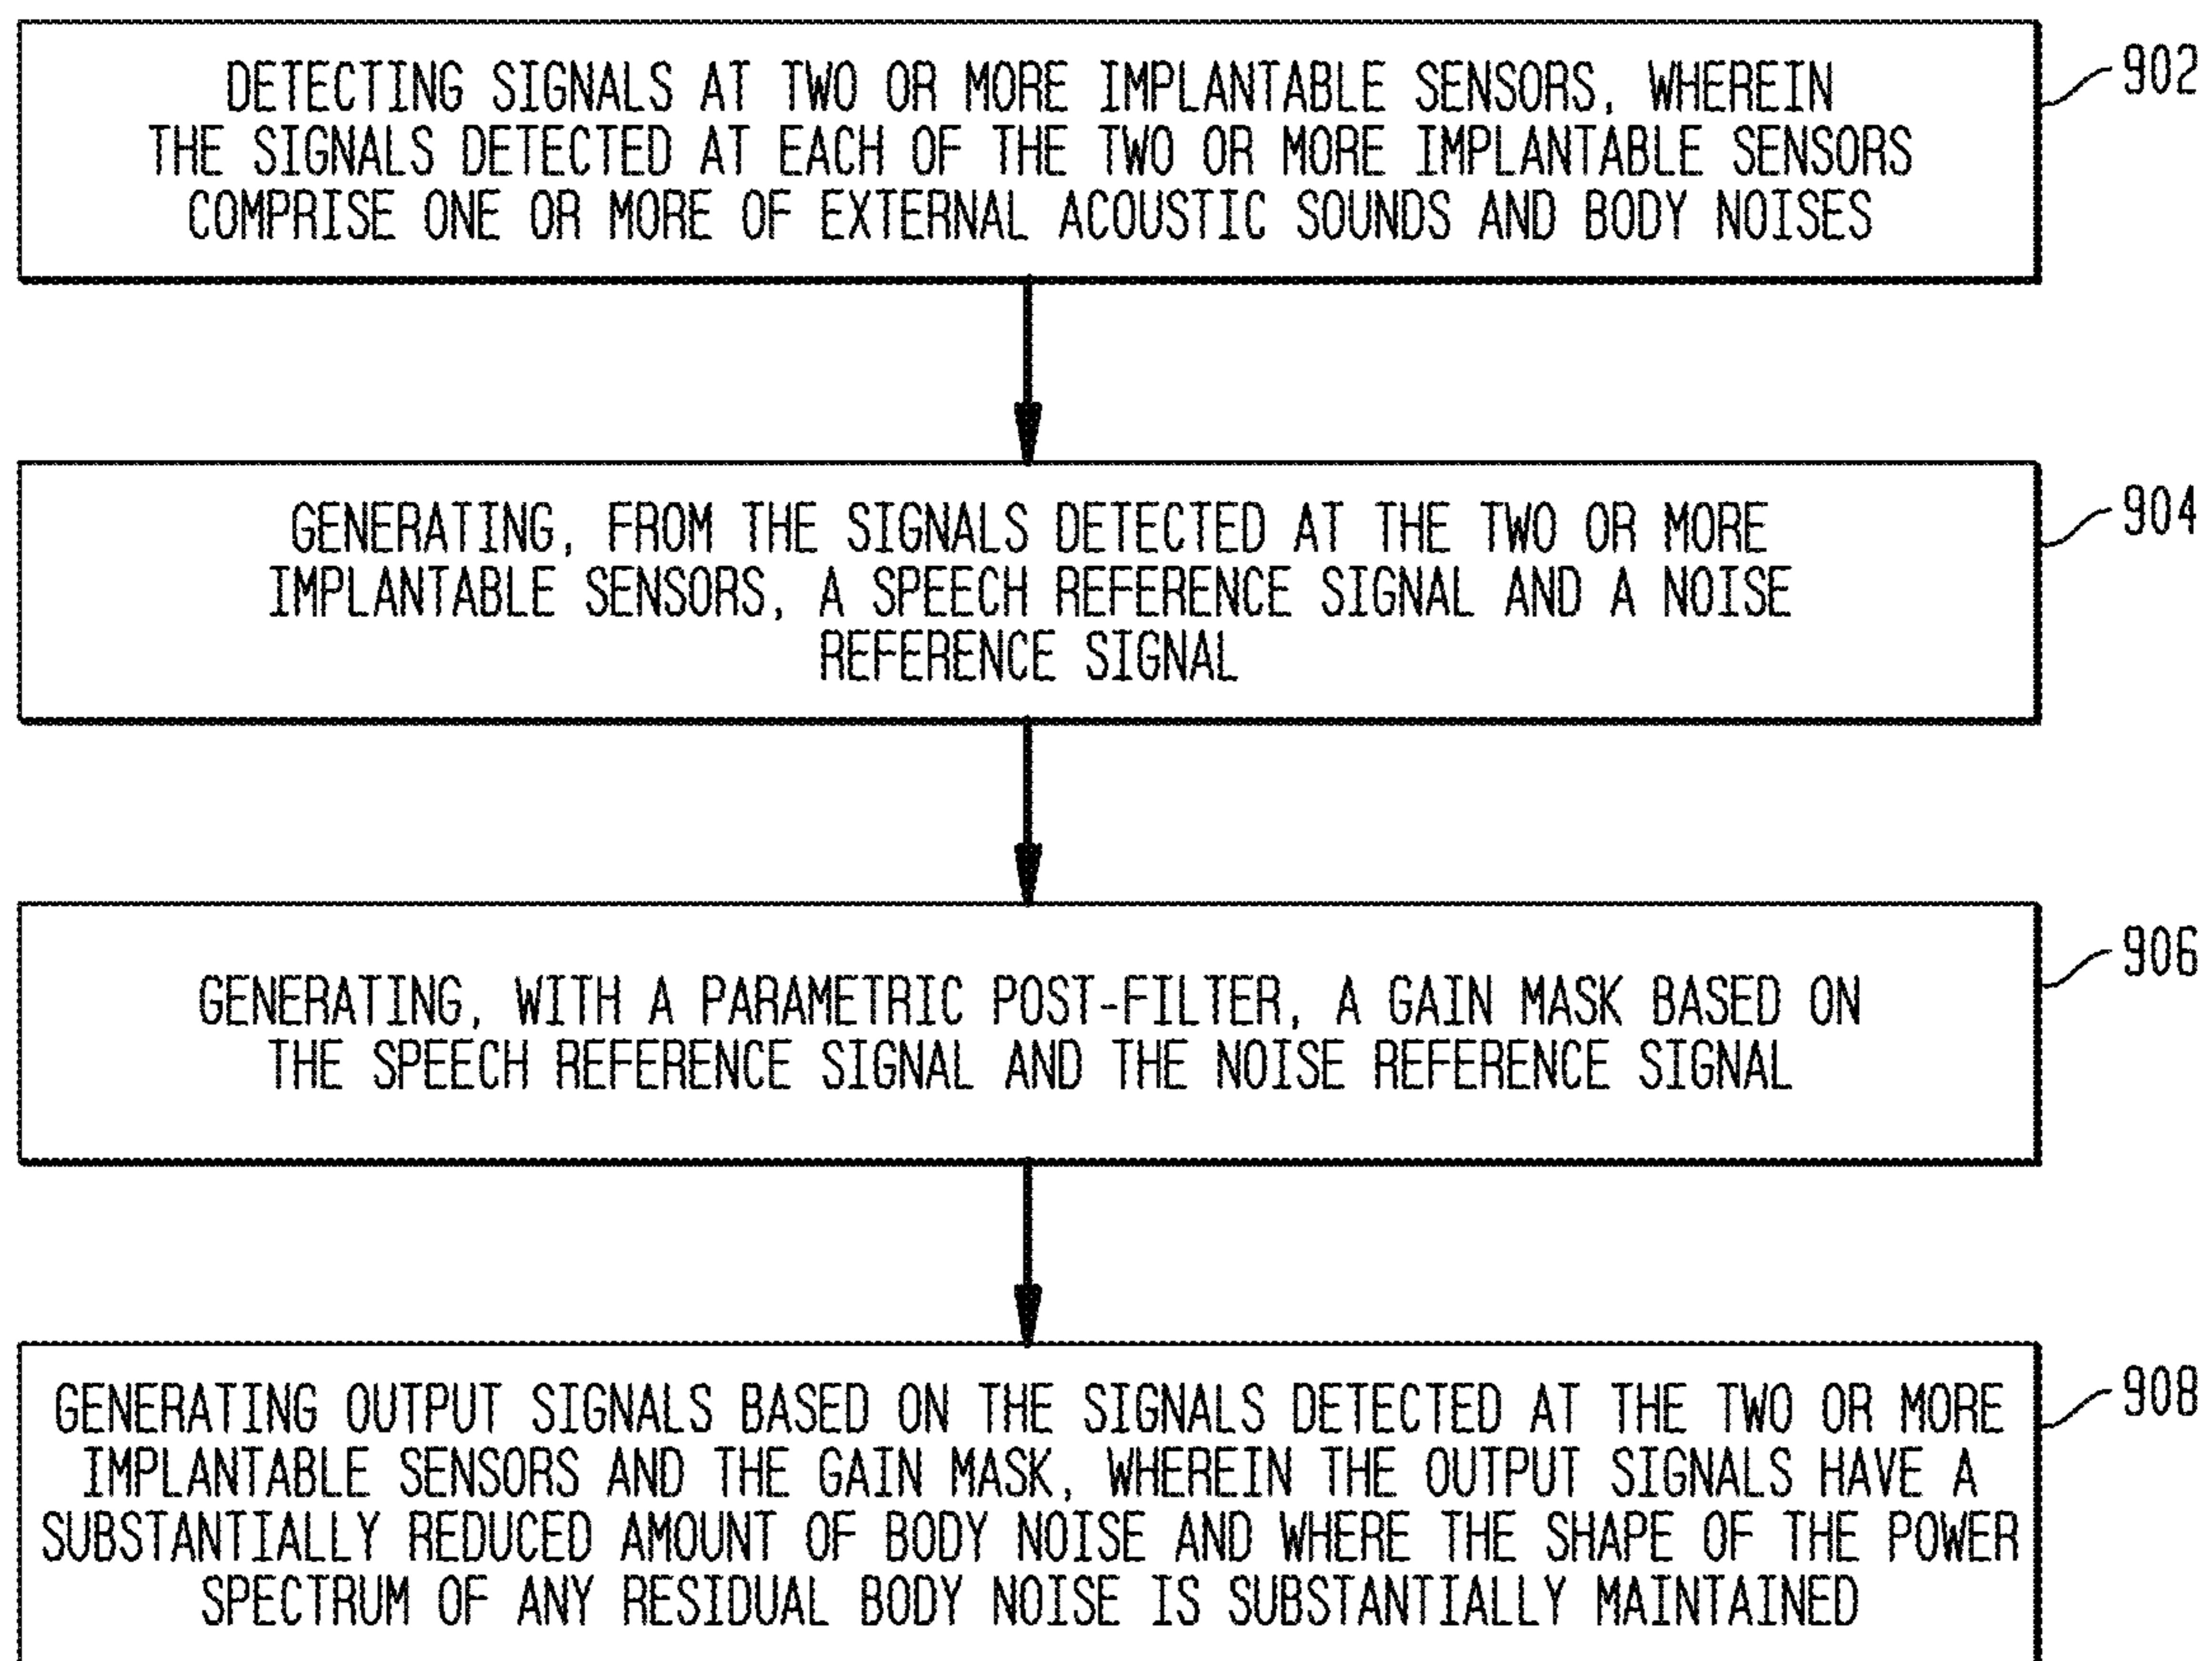 DETECTING SIGNALS AT TWO OR MORE IMPLANTABLE SENSORS, WHEREIN
THE SIGNALS DETECTED AT EACH OF THE TWO OR MORE IMPLANTABLE SENSORS
COMPRISE ONE OR MORE OF EXTERNAL ACOUSTIC SOUNDS AND BODY NOISES
902
GENERATING, FROM THE SIGNALS DETECTED AT THE TWO OR MORE
IMPLANTABLE SENSORS, A SPEECH REFERENCE SIGNAL AND A NOISE
REFERENCE SIGNAL
904
GENERATING, WITH A PARAMETRIC POST-FILTER, A GAIN MASK BASED ON
THE SPEECH REFERENCE SIGNAL AND THE NOISE REFERENCE SIGNAL
906
GENERATING OUTPUT SIGNALS BASED ON THE SIGNALS DETECTED AT THE TWO OR MORE
IMPLANTABLE SENSORS AND THE GAIN MASK, WHEREIN THE OUTPUT SIGNALS HAVE A
SUBSTANTIALLY REDUCED AMOUNT OF BODY NOISE AND WHERE THE SHAPE OF THE POWER
SPECTRUM OF ANY RESIDUAL BODY NOISE IS SUBSTANTIALLY MAINTAINED
908